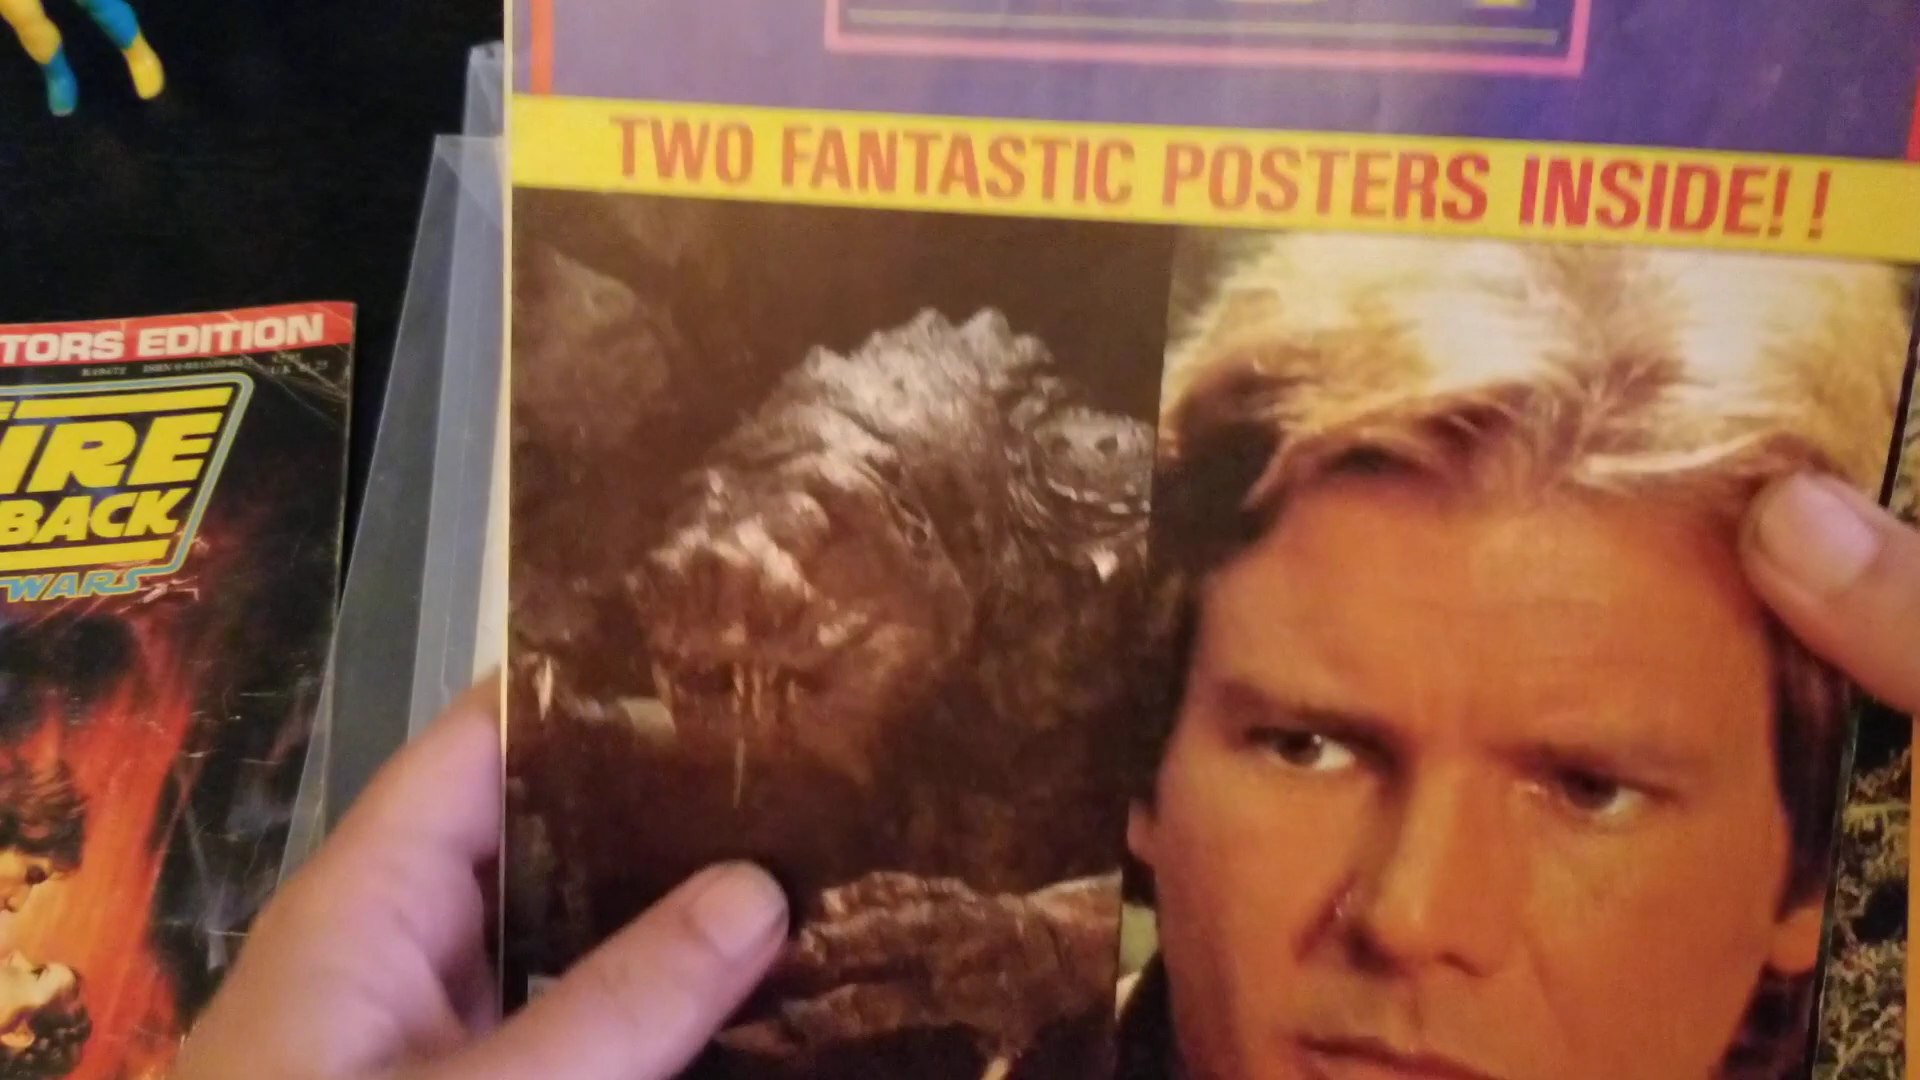 TWO FANTASTIC POSTERS INSIDE!!
TORS EDITION
IRE
BACK
WARS